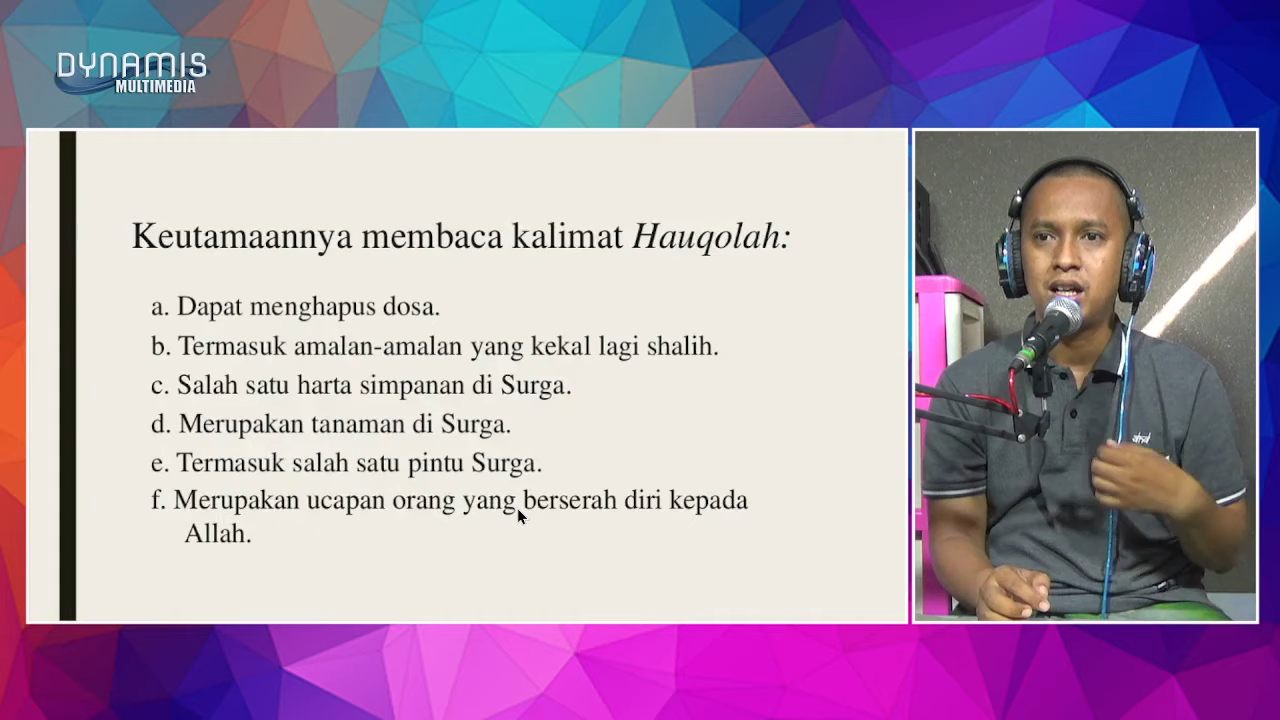 DYNAMIS
MULTIMEDIA
Keutamaannya membaca kalimat Hauqolah:
a. Dapat menghapus dosa.
b. Termasuk amalan-amalan yang kekal lagi shalih.
c. Salah satu harta simpanan di Surga.
d. Merupakan tanaman di Surga.
e. Termasuk salah satu pintu Surga.
f. Merupakan ucapan orang yang berserah diri kepada
Allah.